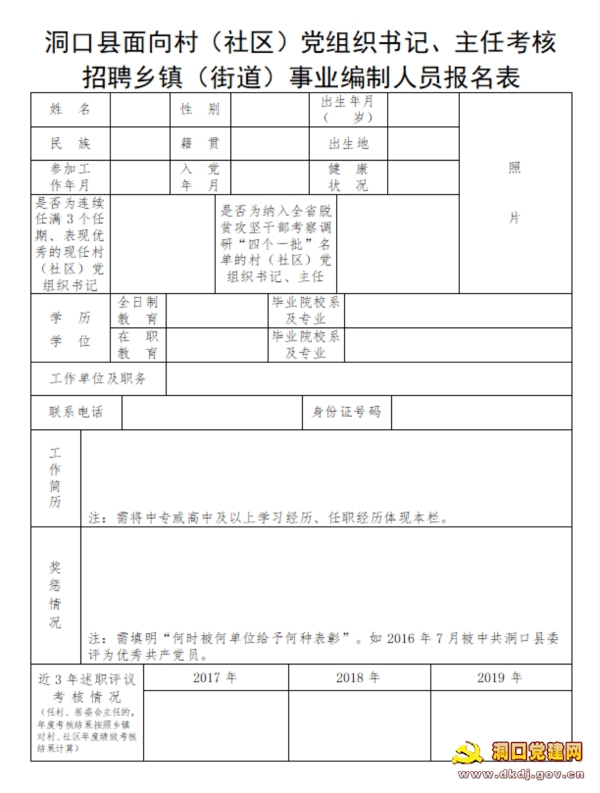 洞口县面向村（社区）党组织书记、主任考核
招聘乡镇（街道）事业编制人员报名表
姓 名
性 别
出生年月
（ 岁）
照
片
民 族
籍 贯
出生地
参加工
作年月
入 党
年 月
健 康
状 况
是否为连续
任满 3 个任
期、表现优
秀的现任村
（社区）党
组织书记
是否为纳入全省脱
贫攻坚干部考察调
研“四个一批”名
单的村（社区）党
组织书记、主任
学 历
学 位
全日制
教 育
毕业院校系
及专业
在 职
教 育
毕业院校系
及专业
工作单位及职务
联系电话
身份证号码
工
作
简
历
注：需将中专或高中及以上学习经历、任职经历体现本栏。
奖
惩
情
况
注：需填明“何时被何单位给予何种表彰”。如 2016 年 7 月被中共洞口县委
评为优秀共产党员。
近 3 年述职评议
考核情况
（任村、居委会主任的，
年度考核结果按照乡镇
对村、社区年度绩效考核
结果计算）
2017 年
2018 年
2019 年
洞口党建网
www.dkdj.gov.cn